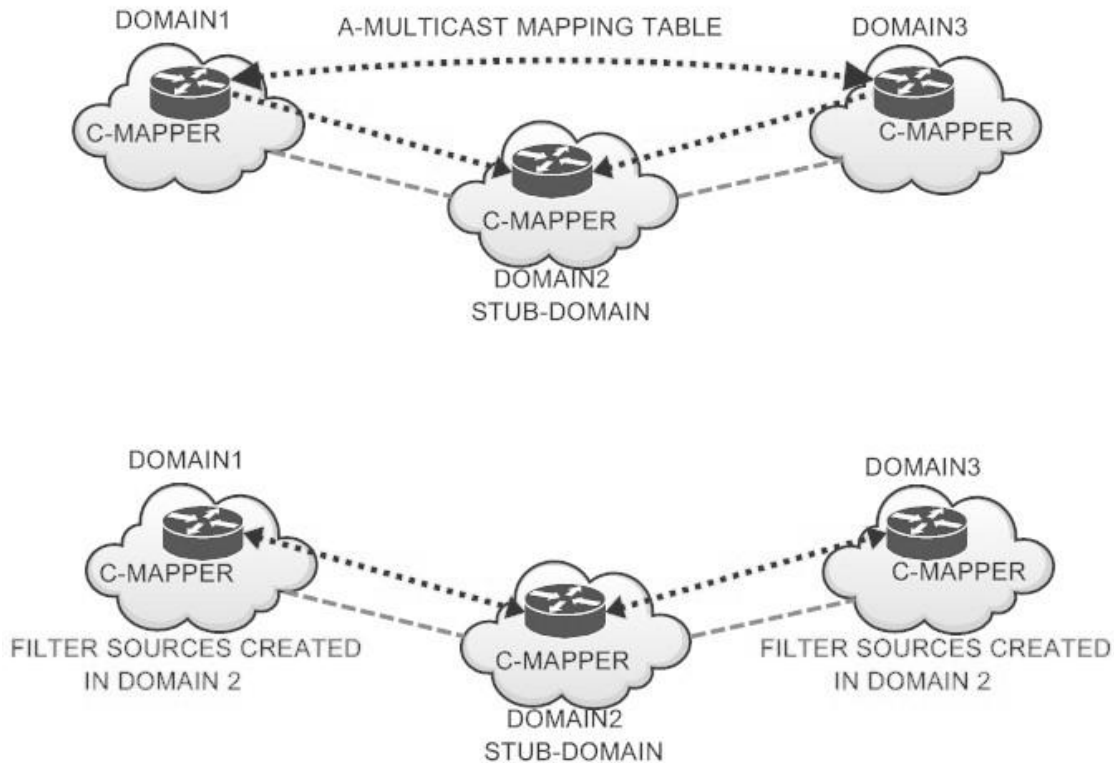 DOMAIN1
A-MULTICAST MAPPING TABLE
DOMAIN3
C-MAPPER
C-MAPPER
C-MAPPER
DOMAIN2
STUB-DOMAIN
DOMAIN1
DOMAIN3
C-MAPPER
C-MAPPER
FILTER SOURCES CREATED
IN DOMAIN 2
C-MAPPER
FILTER SOURCES CREATED
IN DOMAIN 2
DOMAIN2
STUB-DOMAIN